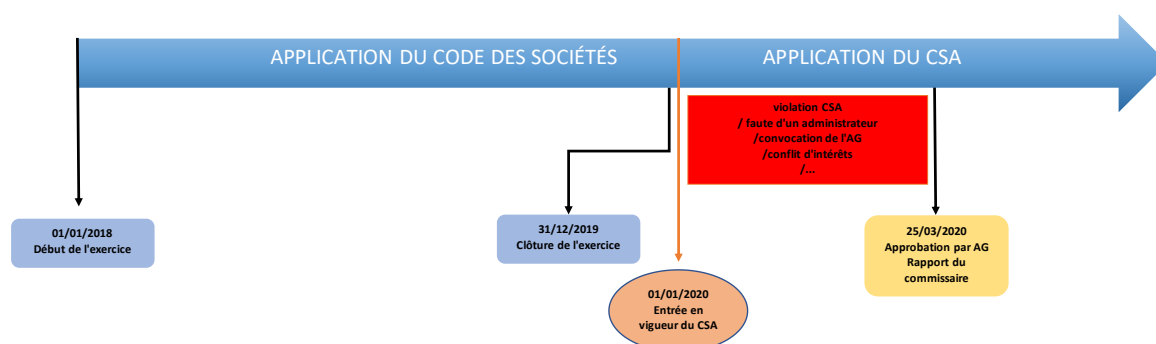 APPLICATION DU CODE DES SOCIÉTÉS
APPLICATION DU CSA
violation CSA
/ faute d'un administrateur
/convocation de l'AG
/conflit d'intérêts
/...
01/01/2018
Début de l'exercice
31/12/2019
Clôture de l'exercice
25/03/2020
Approbation par AG
Rapport du
commissaire
01/01/2020
Entrée en
vigueur du CSA